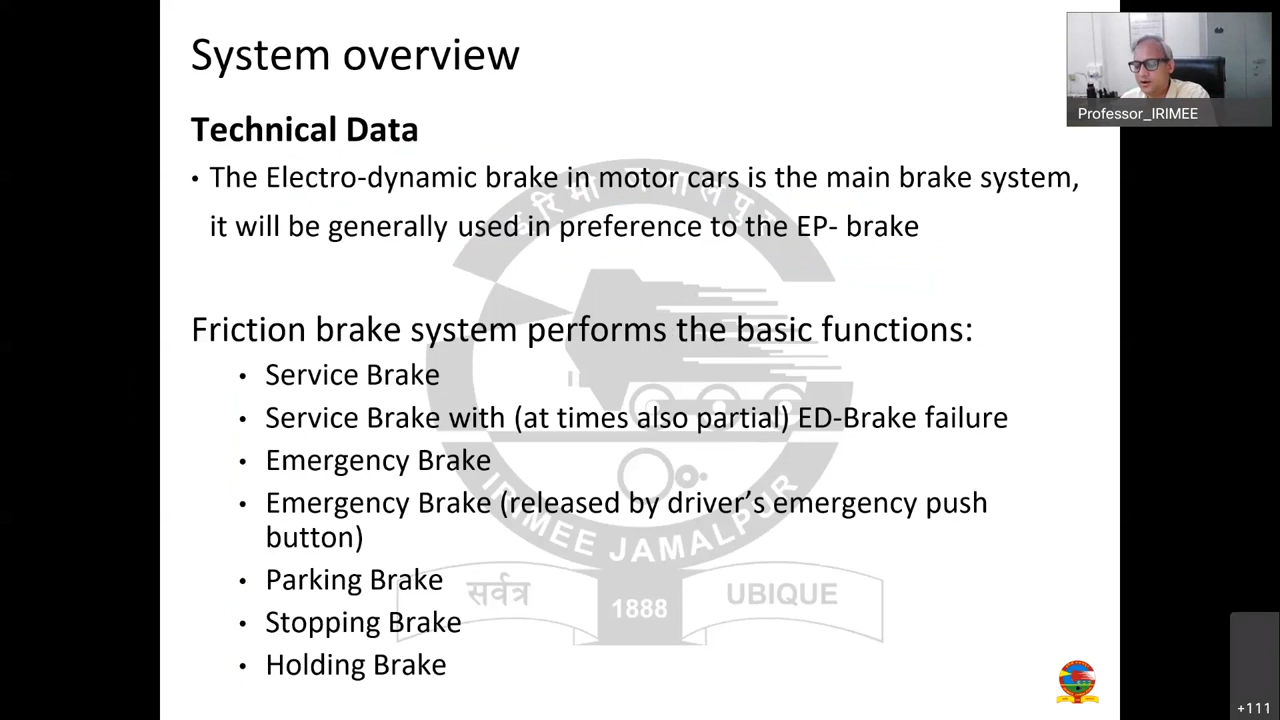 System overview
Professor_IRIMEE
Technical Data
• The Electro-dynamic brake in motor cars is the main brake system,
it will be generally used in preference to the EP- brake
Friction brake system performs the basic functions:
• Service Brake
• Service Brake with (at times also partial) ED-Brake failure
• Emergency Brake
• Emergency Brake (released by driver’s emergency push
button)
• Parking Brake
• Stopping Brake
• Holding Brake
IRIMEE JAMALPUR
सर्वत्र
1888
UBIQUE
+111